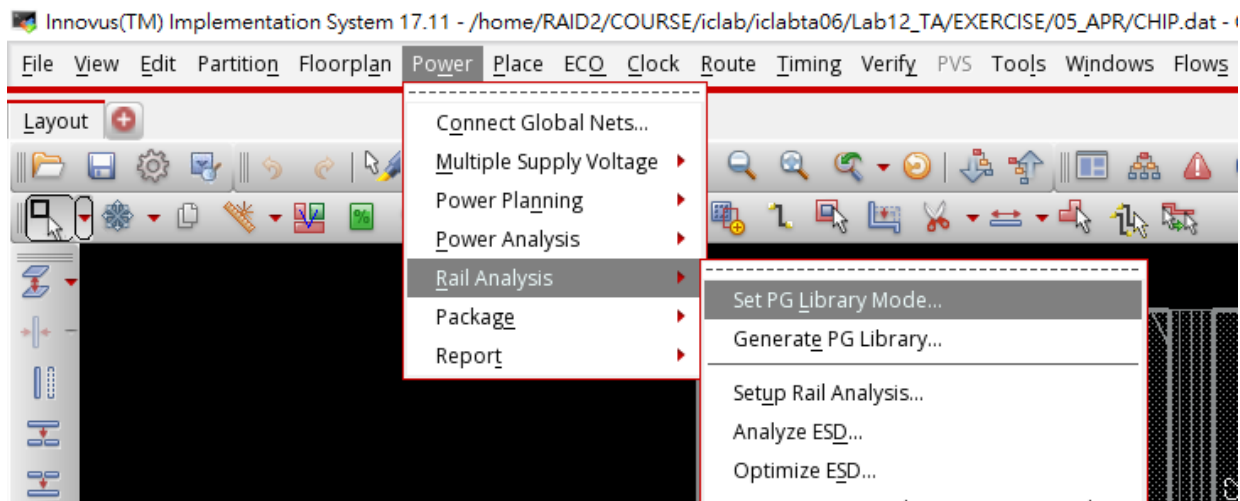 Innovus(TM) Implementation System 17.11 - /home/RAID2/COURSE/iclab/iclabta06/Lab12_TA/EXERCISE/05_APR/CHIP.dat -
File View Edit Partition Floorplan Power Place ECO Clock Route Timing Verify PVS Tools Windows Flows
Layout
Connect Global Nets...
Multiple Supply Voltage
Power Planning
Power Analysis
Rail Analysis
Package
Report
Set PG Library Mode...
Generate PG Library...
Setup Rail Analysis...
Analyze ESD...
Optimize ESD...